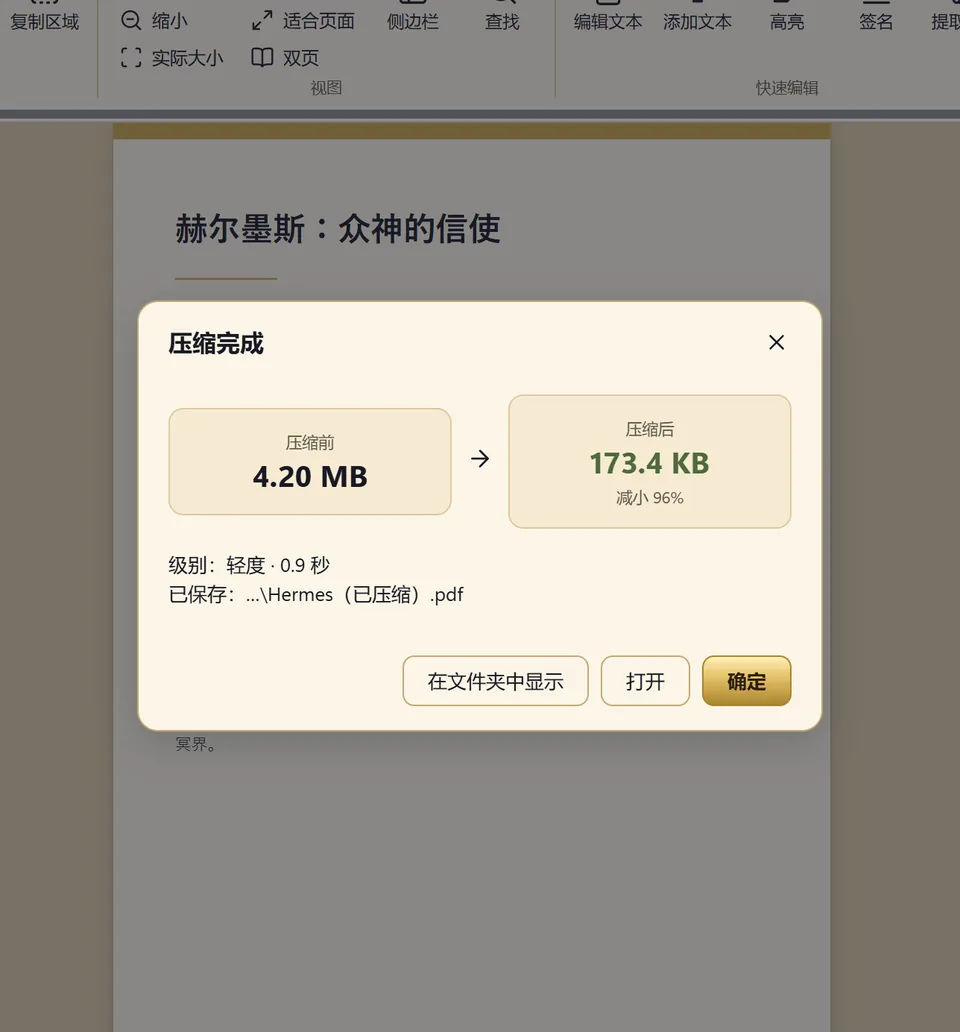 复制区域
缩小
适合页面
侧边栏
查找
编辑文本
添加文本
高亮
签名
实际大小
双页
视图
快速编辑
赫尔墨斯：众神的信使
压缩完成
压缩前
4.20 MB
压缩后
173.4 KB
减小 96%
级别：轻度 · 0.9 秒
已保存：...\Hermes（已压缩）.pdf
在文件夹中显示
打开
确定
冥界。